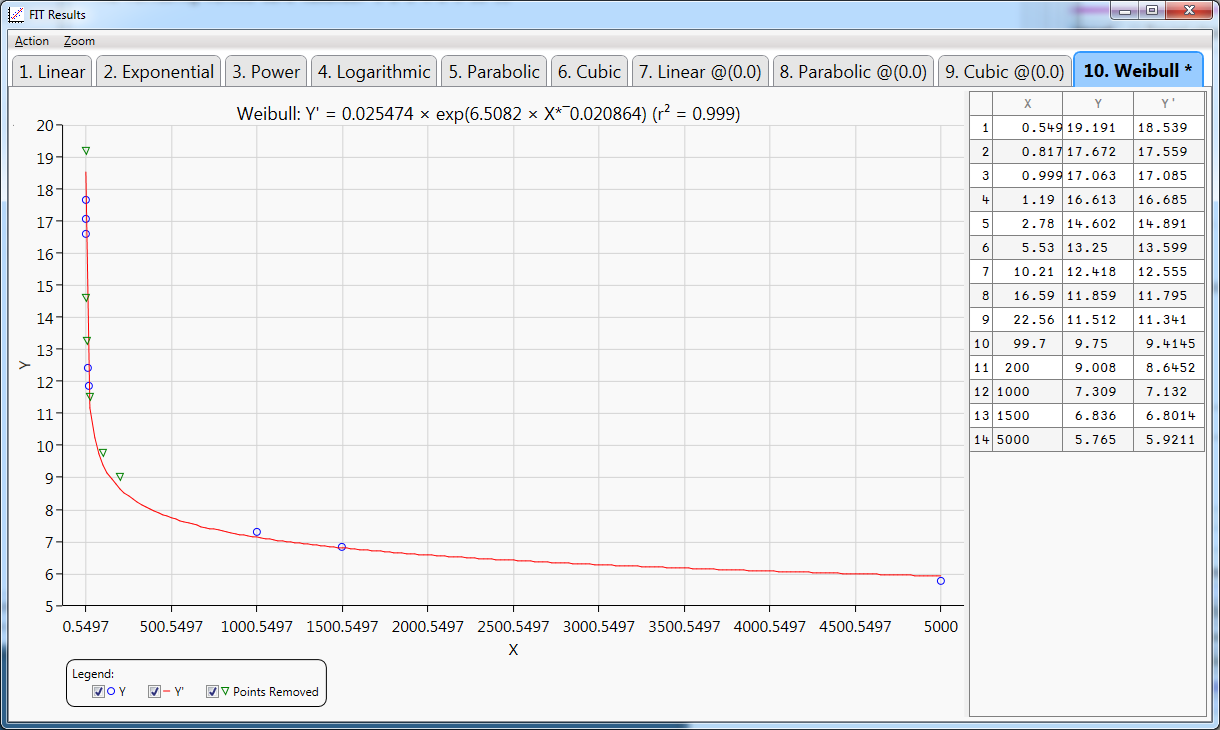 FIT Results
Action Zoom
1. Linear 2. Exponential 3. Power 4. Logarithmic 5. Parabolic 6. Cubic 7. Linear @(0.0) 8. Parabolic @(0.0) 9. Cubic @(0.0) 10. Weibull *
Weibull: Y' = 0.025474 × exp(6.5082 × X*¯0.020864) (r² = 0.999)
20
19
18
17
16
15
14
13
12
11
10
9
8
7
6
5
Y
0.5497 500.5497 1000.5497 1500.5497 2000.5497 2500.5497 3000.5497 3500.5497 4000.5497 4500.5497 5000
X
Legend:
Y Y' Points Removed
X Y Y'
1 0.549 19.191 18.539
2 0.817 17.672 17.559
3 0.999 17.063 17.085
4 1.19 16.613 16.685
5 2.78 14.602 14.891
6 5.53 13.25 13.599
7 10.21 12.418 12.555
8 16.59 11.859 11.795
9 22.56 11.512 11.341
10 99.7 9.75 9.4145
11 200 9.008 8.6452
12 1000 7.309 7.132
13 1500 6.836 6.8014
14 5000 5.765 5.9211